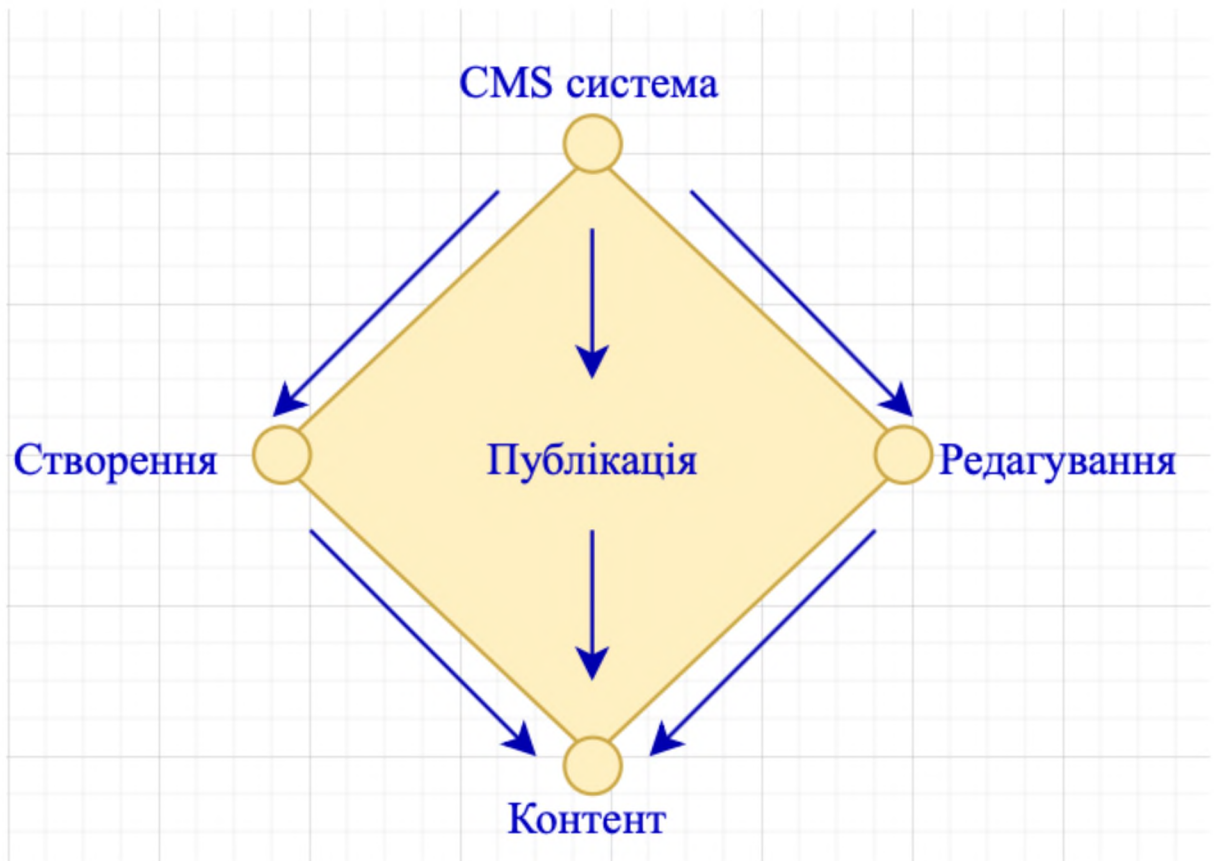 CMS система
Створення
Публікація
Редагування
Контент